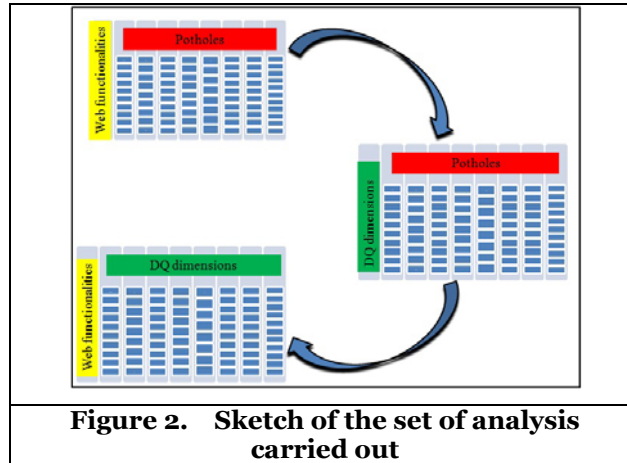 Potholes
Web functionalities
Potholes
DQ dimensions
DQ dimensions
Web functionalities
Figure 2. Sketch of the set of analysis
carried out